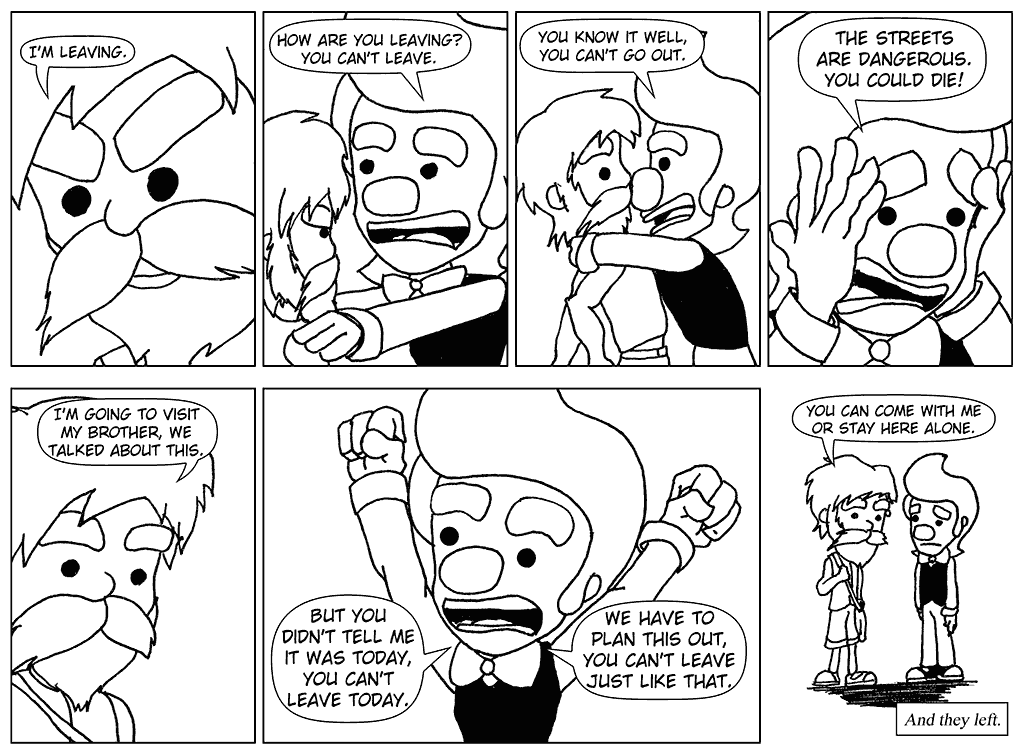 I'M LEAVING.
HOW ARE YOU LEAVING?
YOU CAN'T LEAVE.
YOU KNOW IT WELL,
YOU CAN'T GO OUT.
THE STREETS
ARE DANGEROUS.
YOU COULD DIE!
I'M GOING TO VISIT
MY BROTHER, WE
TALKED ABOUT THIS.
BUT YOU
DIDN'T TELL ME
IT WAS TODAY,
YOU CAN'T
LEAVE TODAY.
WE HAVE TO
PLAN THIS OUT,
YOU CAN'T LEAVE
JUST LIKE THAT.
YOU CAN COME WITH ME
OR STAY HERE ALONE.
And they left.